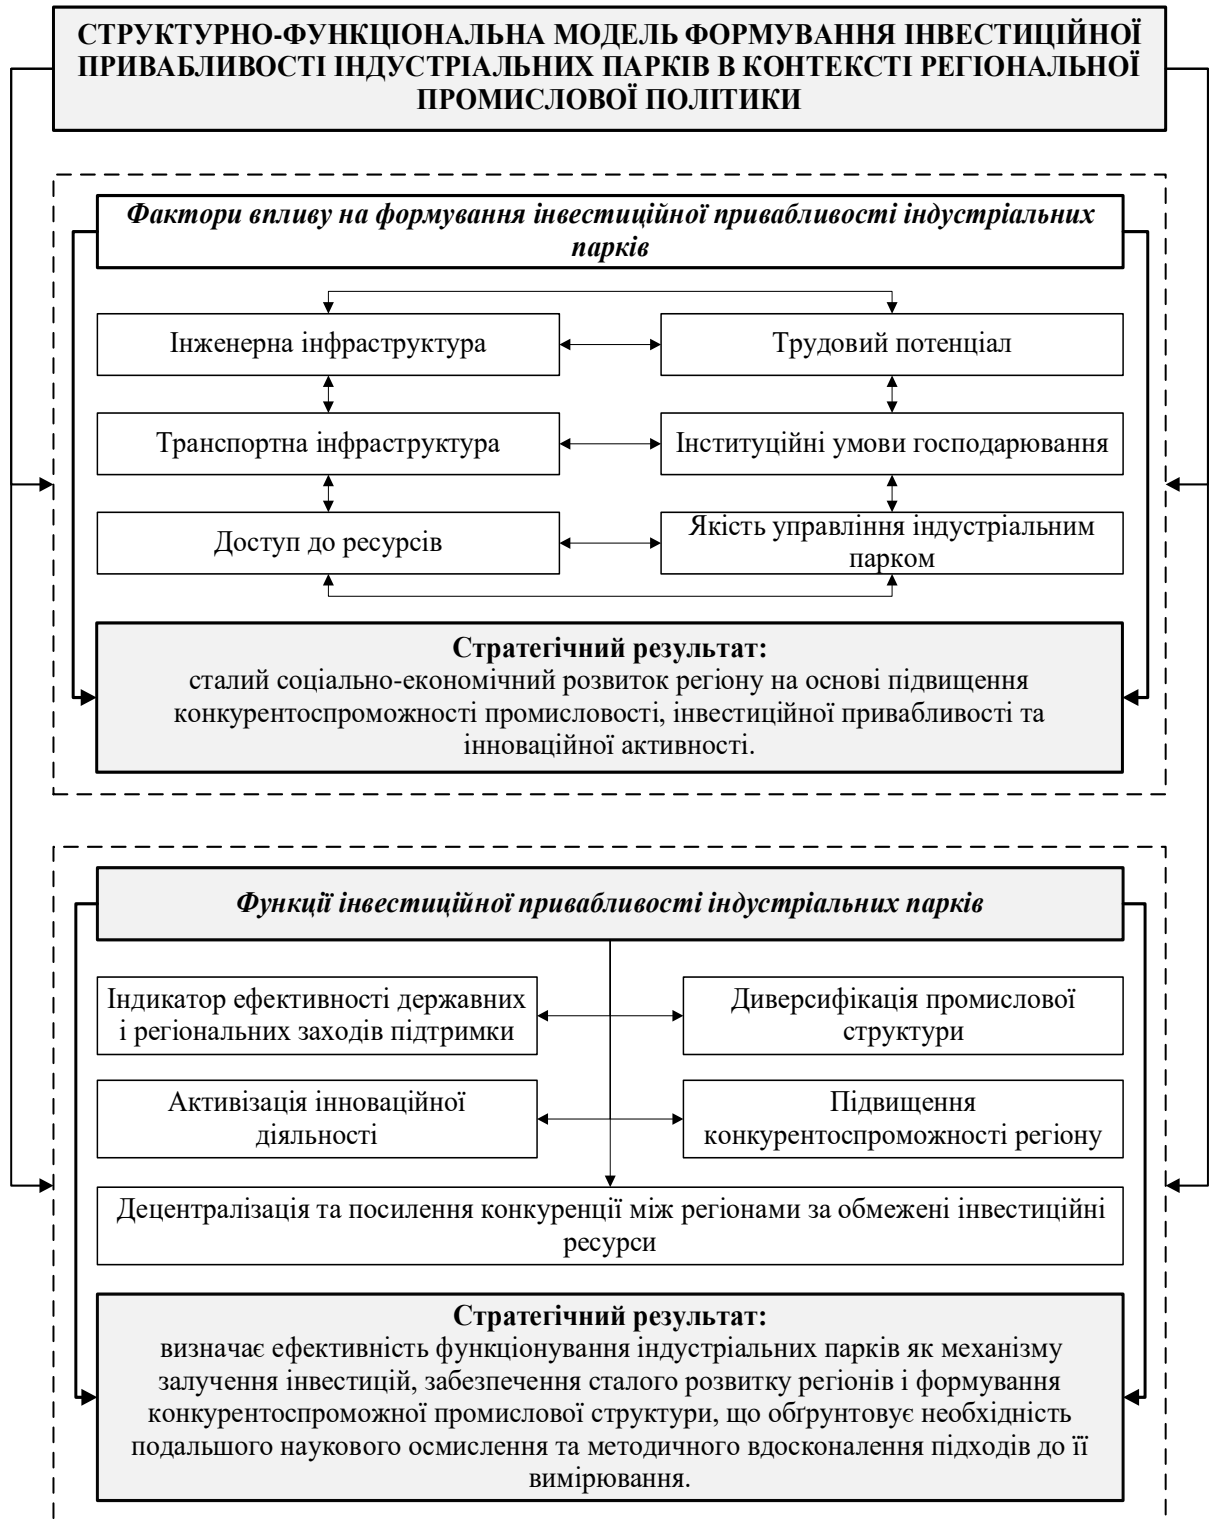 СТРУКТУРНО-ФУНКЦІОНАЛЬНА МОДЕЛЬ ФОРМУВАННЯ ІНВЕСТИЦІЙНОЇ
ПРИВАБЛИВОСТІ ІНДУСТРІАЛЬНИХ ПАРКІВ В КОНТЕКСТІ РЕГІОНАЛЬНОЇ
ПРОМИСЛОВОЇ ПОЛІТИКИ
Фактори впливу на формування інвестиційної привабливості індустріальних
парків
Інженерна інфраструктура
Трудовий потенціал
Транспортна інфраструктура
Інституційні умови господарювання
Доступ до ресурсів
Якість управління індустріальним
парком
Стратегічний результат:
сталий соціально-економічний розвиток регіону на основі підвищення
конкурентоспроможності промисловості, інвестиційної привабливості та
інноваційної активності.
Функції інвестиційної привабливості індустріальних парків
Індикатор ефективності державних
і регіональних заходів підтримки
Диверсифікація промислової
структури
Активізація інноваційної
діяльності
Підвищення
конкурентоспроможності регіону
Децентралізація та посилення конкуренції між регіонами за обмежені інвестиційні
ресурси
Стратегічний результат:
визначає ефективність функціонування індустріальних парків як механізму
залучення інвестицій, забезпечення сталого розвитку регіонів і формування
конкурентоспроможної промислової структури, що обґрунтовує необхідність
подальшого наукового осмислення та методичного вдосконалення підходів до її
вимірювання.